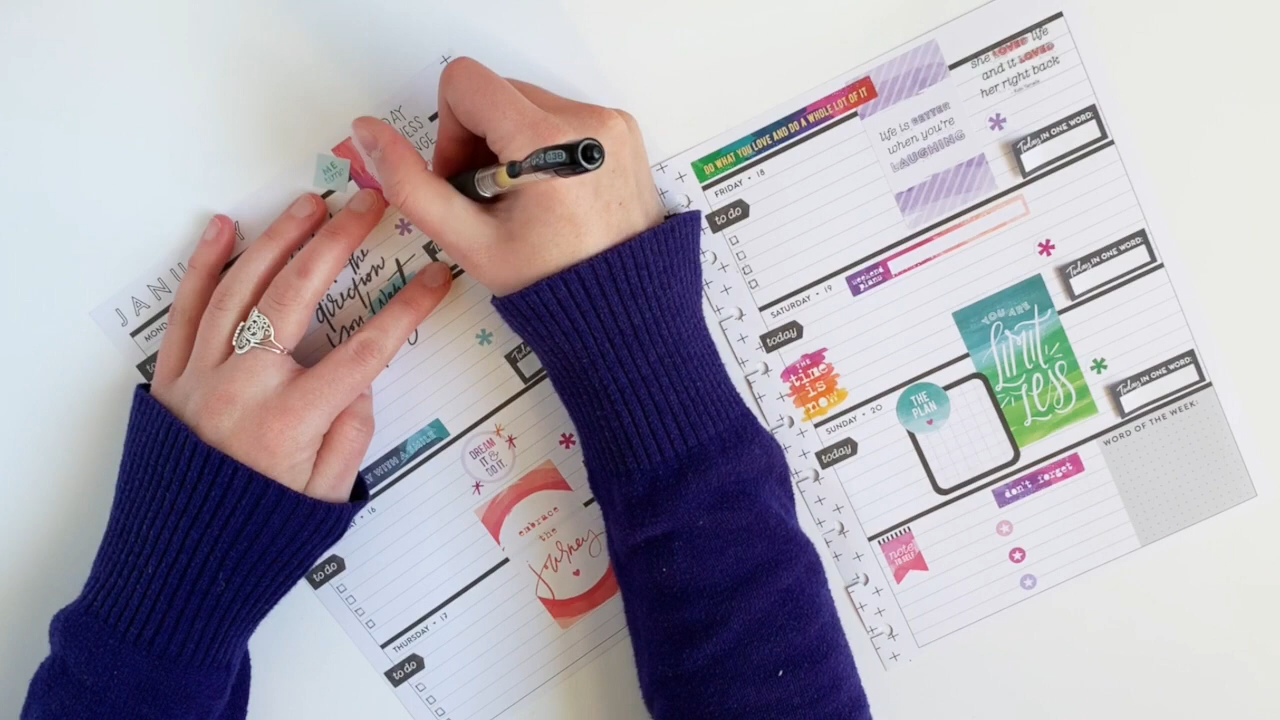 ME
TIME
the
direction
you
DREAM
IT &
DO IT.
embrace
the
journey
to do
THURSDAY • 17
to do
DO WHAT YOU LOVE AND DO A WHOLE LOT OF IT
FRIDAY • 18
to do
life is BETTER
when you're
LAUGHING
she LOVED life
and it LOVED
her right back
Today IN ONE WORD:
weekend
plans
SATURDAY • 19
today
THE
time
is
now
Today IN ONE WORD:
YOU ARE
limit
less
SUNDAY • 20
today
THE
PLAN
Today IN ONE WORD:
WORD OF THE WEEK:
don't forget
note
TO SELF